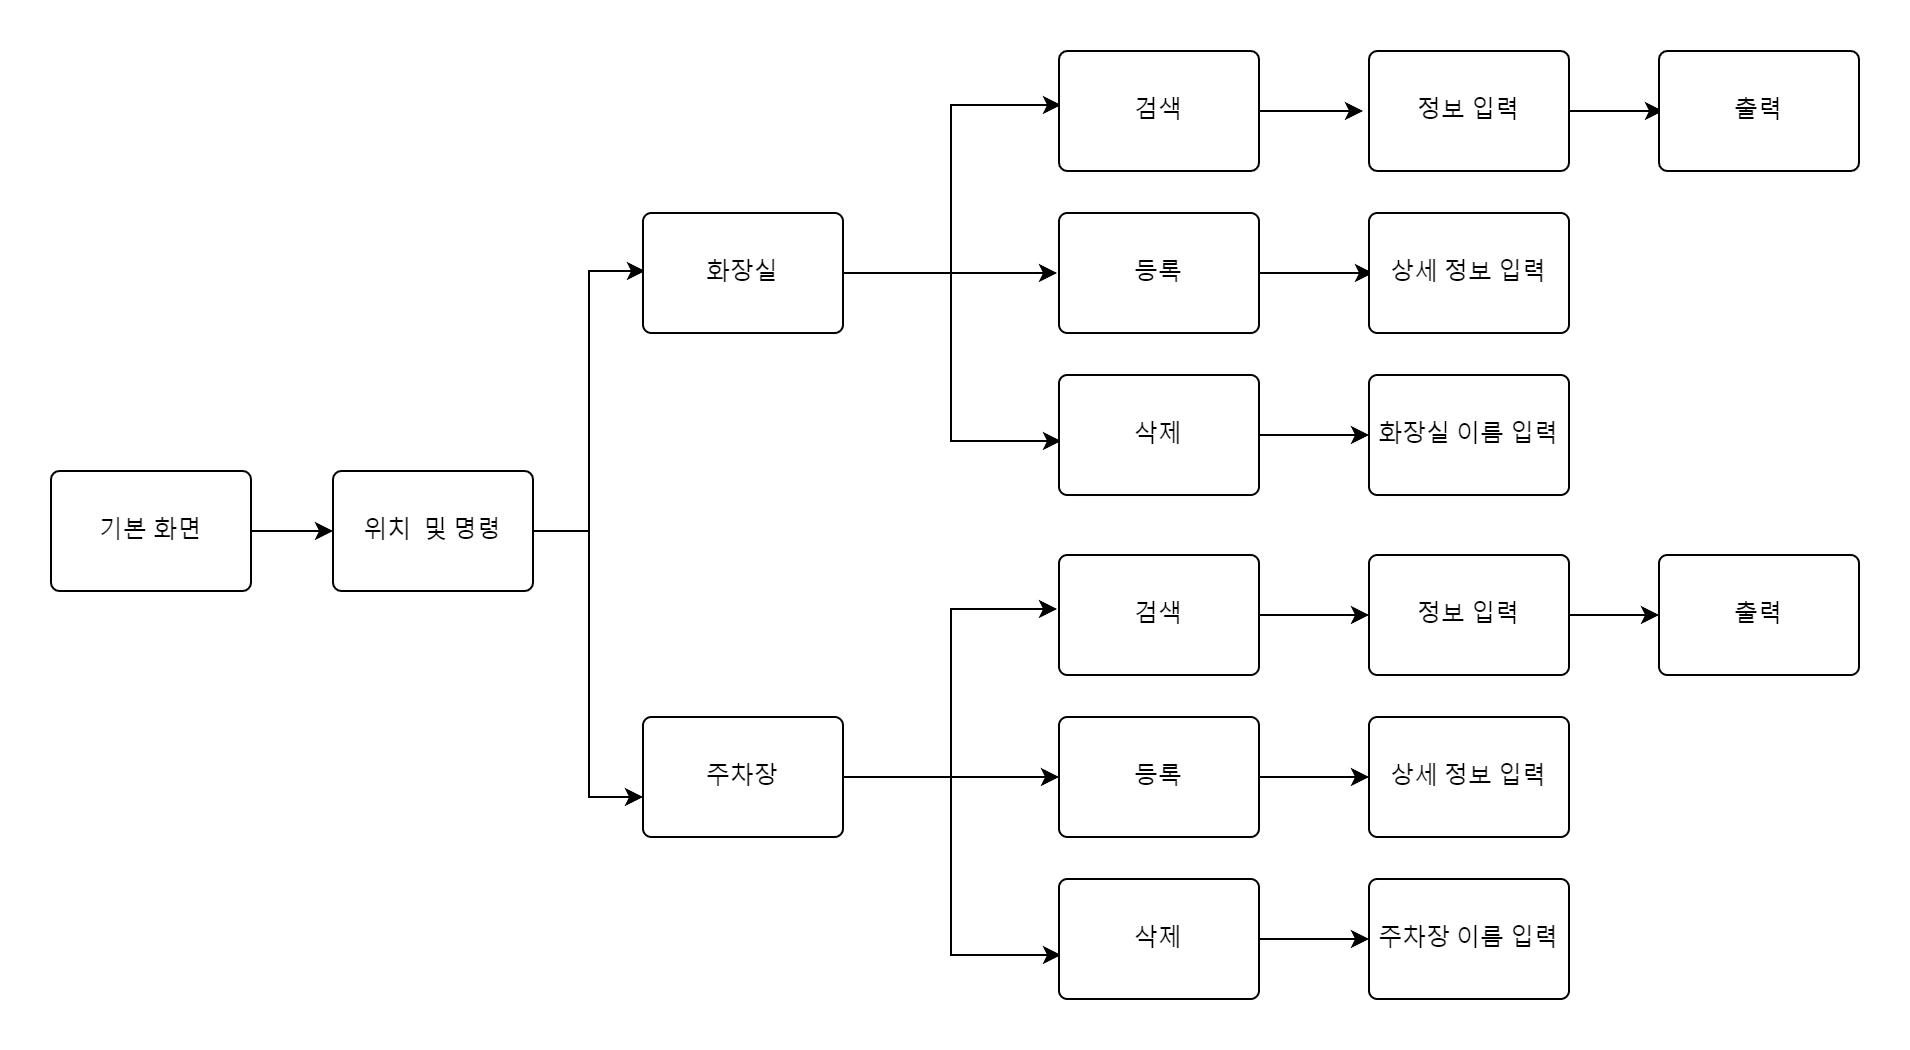 검색
정보 입력
출력
화장실
등록
상세 정보 입력
삭제
화장실 이름 입력
기본 화면
위치  및 명령
검색
정보 입력
출력
주차장
등록
상세 정보 입력
삭제
주차장 이름 입력